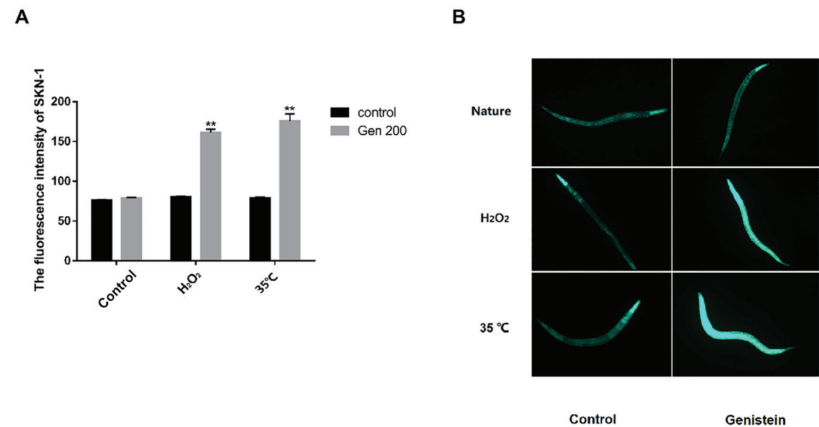 A
The fluorescence intensity of SKN-1
200
150
100
50
0
**
**
control
Gen 200
Control
H₂O₂
35℃
B
Nature
H₂O₂
35 ℃
Control
Genistein